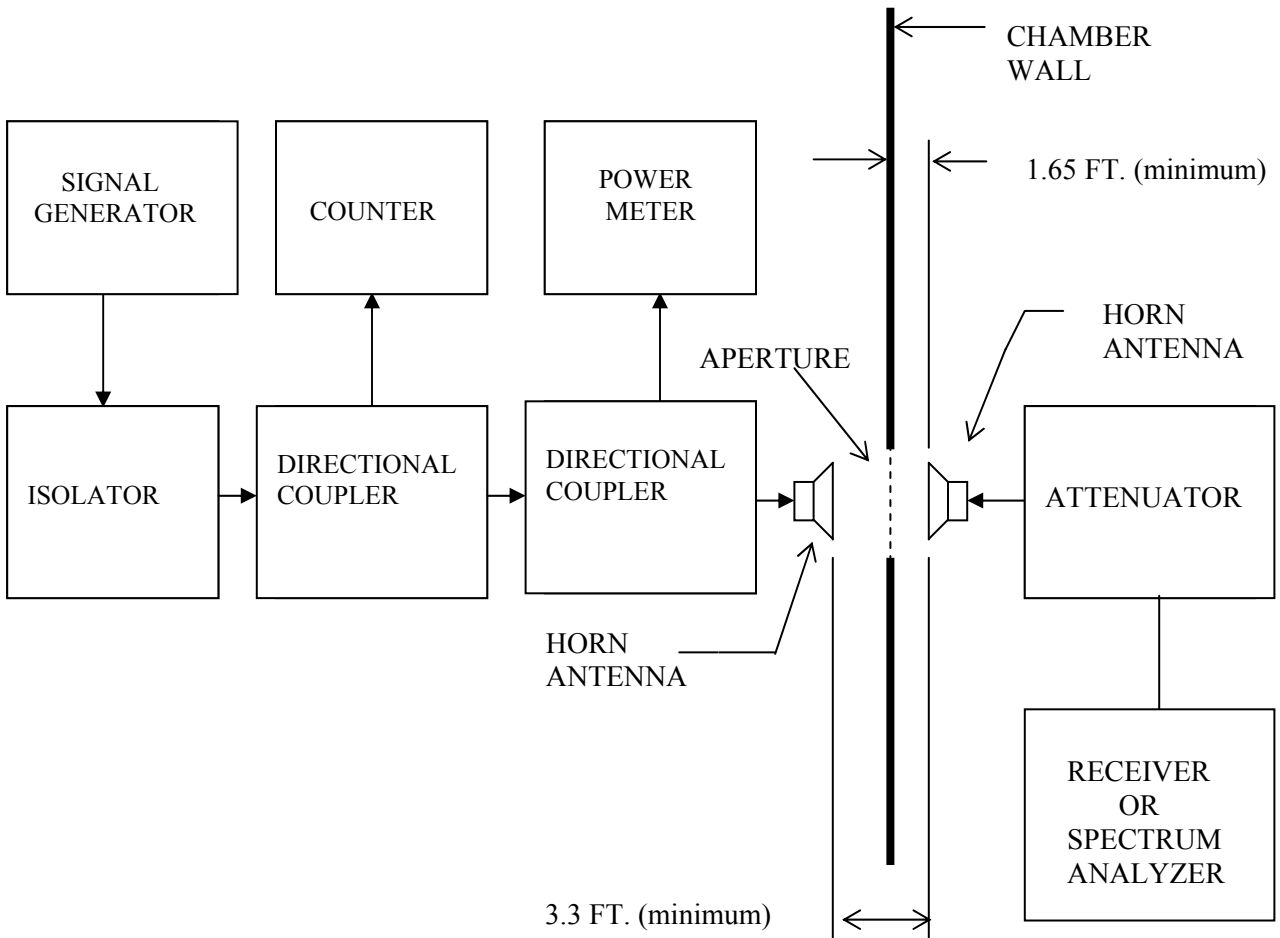 CHAMBER
WALL
1.65 FT. (minimum)
SIGNAL
GENERATOR
COUNTER
POWER
METER
HORN
ANTENNA
APERTURE
ISOLATOR
DIRECTIONAL
COUPLER
DIRECTIONAL
COUPLER
ATTENUATOR
HORN
ANTENNA
RECEIVER
OR
SPECTRUM
ANALYZER
3.3 FT. (minimum)